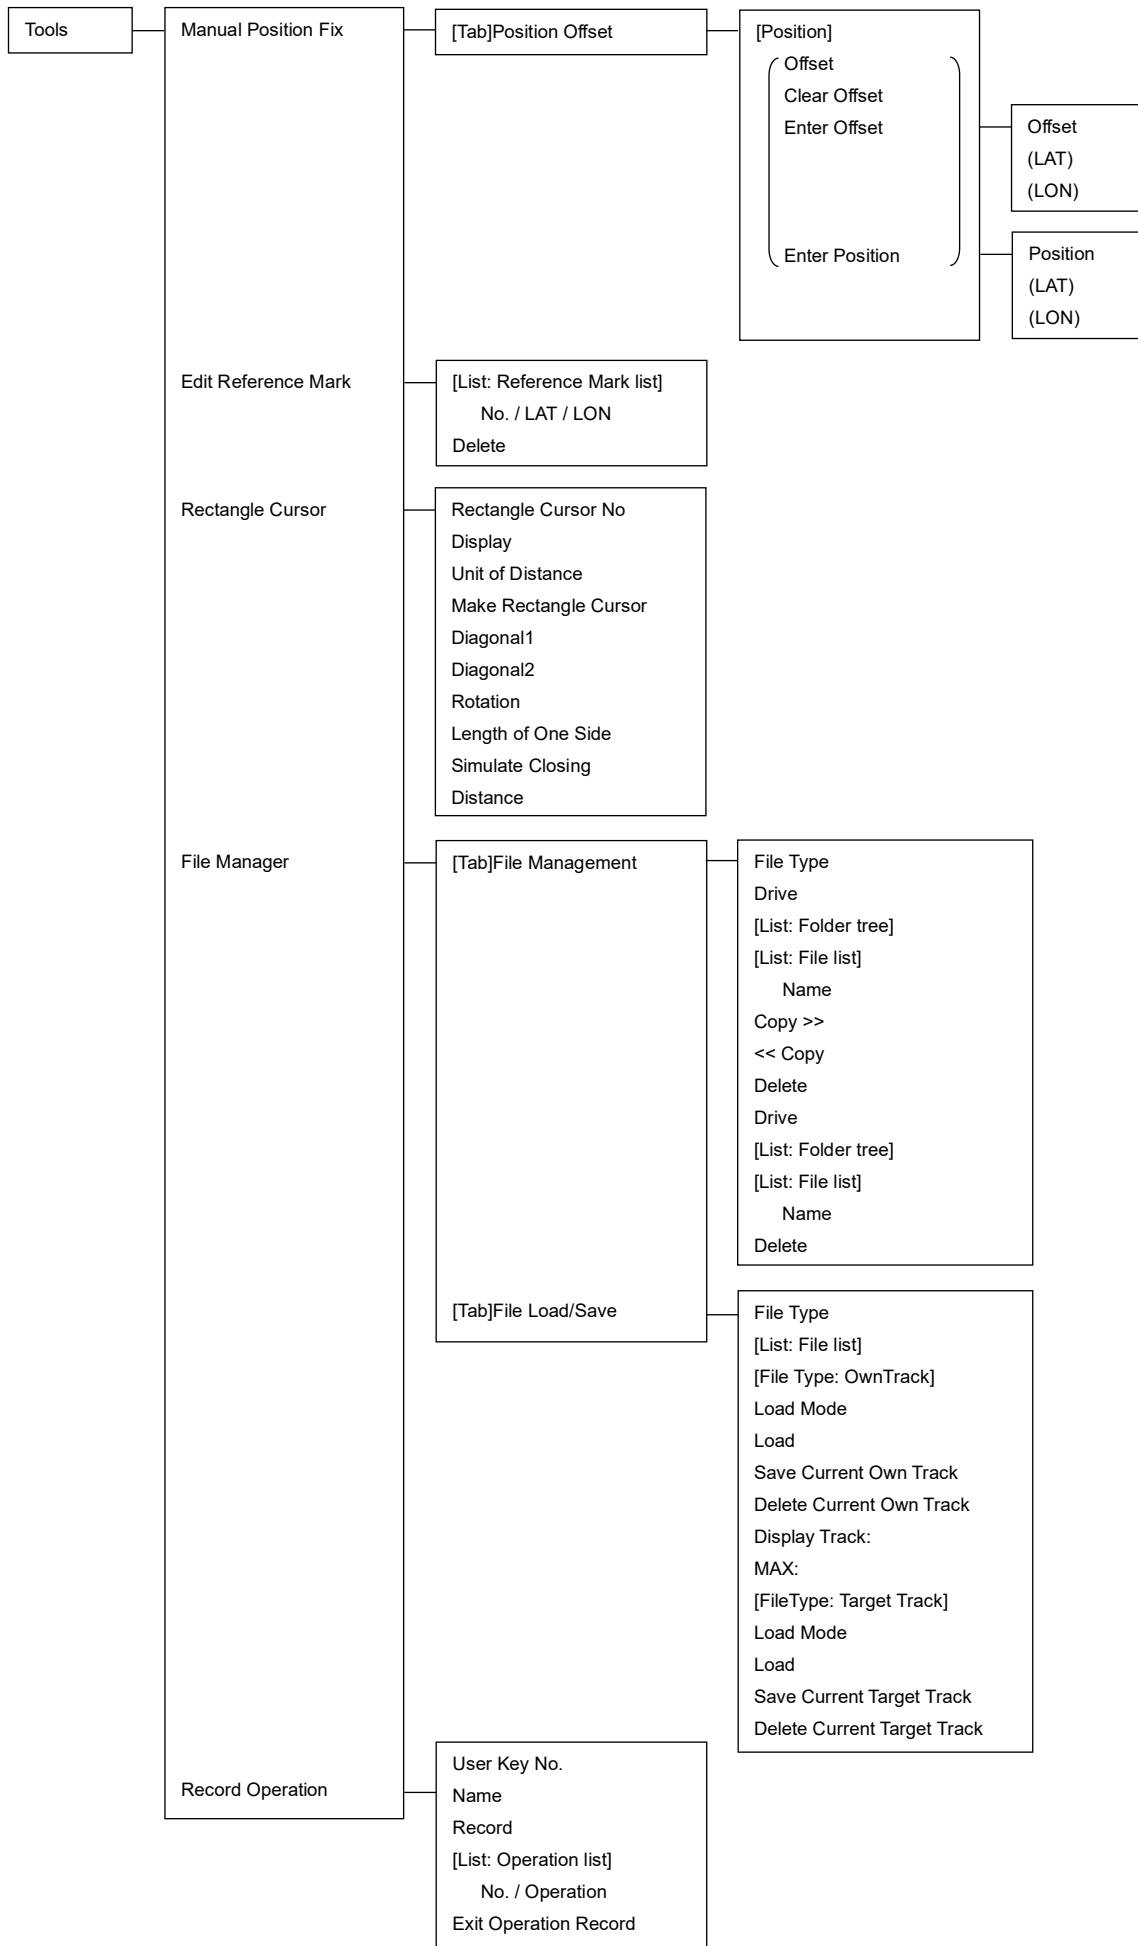 Tools
Manual Position Fix
[Tab]Position Offset
[Position]
Offset
Clear Offset
Enter Offset
Offset
(LAT)
(LON)
Enter Position
Position
(LAT)
(LON)
Edit Reference Mark
[List: Reference Mark list]
No. / LAT / LON
Delete
Rectangle Cursor
Rectangle Cursor No
Display
Unit of Distance
Make Rectangle Cursor
Diagonal1
Diagonal2
Rotation
Length of One Side
Simulate Closing
Distance
File Manager
[Tab]File Management
File Type
Drive
[List: Folder tree]
[List: File list]
Name
Copy >>
<< Copy
Delete
Drive
[List: Folder tree]
[List: File list]
Name
Delete
[Tab]File Load/Save
File Type
[List: File list]
[File Type: OwnTrack]
Load Mode
Load
Save Current Own Track
Delete Current Own Track
Display Track:
MAX:
[FileType: Target Track]
Load Mode
Load
Save Current Target Track
Delete Current Target Track
Record Operation
User Key No.
Name
Record
[List: Operation list]
No. / Operation
Exit Operation Record